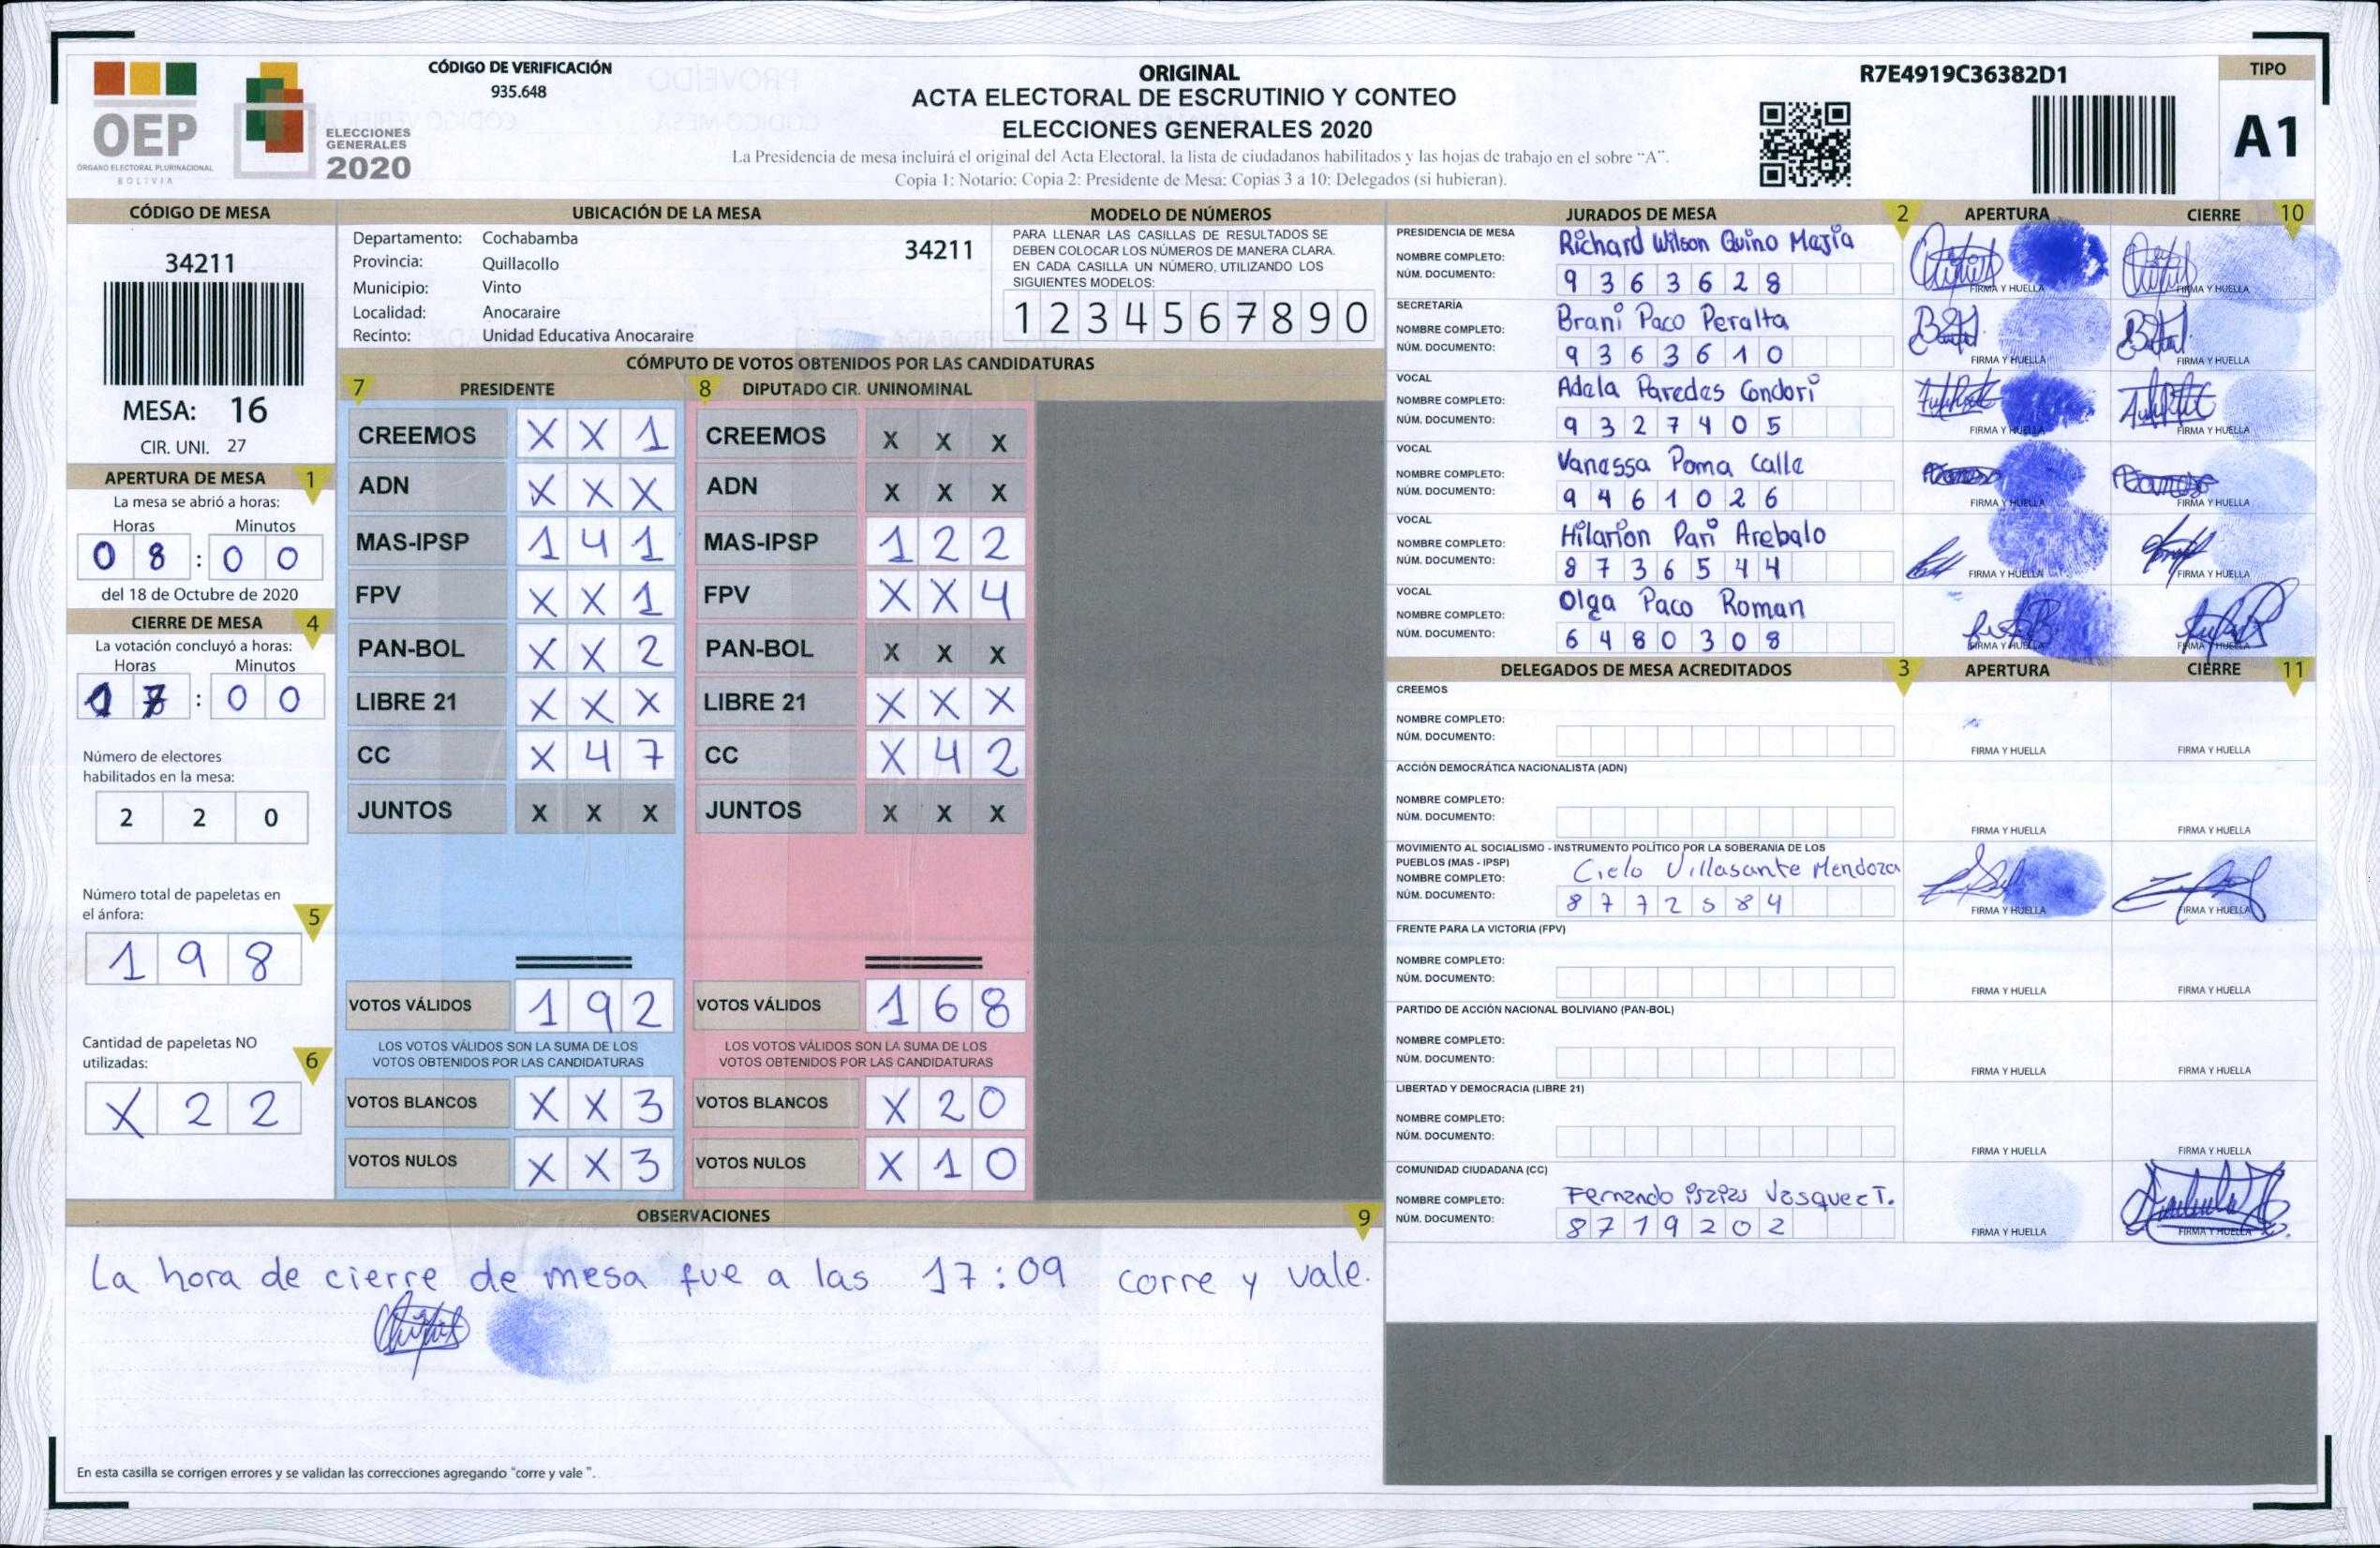 OEP
ÓRGANO ELECTORAL PLURINACIONAL
BOLIVIA
ELECCIONES
GENERALES
2020
CÓDIGO DE VERIFICACIÓN
935.648
ORIGINAL
ACTA ELECTORAL DE ESCRUTINIO Y CONTEO
ELECCIONES GENERALES 2020
La Presidencia de mesa incluirá el original del Acta Electoral, la lista de ciudadanos habilitados y las hojas de trabajo en el sobre "A".
Copia 1: Notario; Copia 2: Presidente de Mesa; Copias 3 a 10: Delegados (si hubieran).
R7E4919C36382D1
TIPO
A1
CÓDIGO DE MESA
34211
MESA: 16
CIR. UNI. 27
APERTURA DE MESA 1
La mesa se abrió a horas:
Horas Minutos
0 8 : 0 0
del 18 de Octubre de 2020
CIERRE DE MESA 4
La votación concluyó a horas:
Horas Minutos
1 7 : 0 0
Número de electores
habilitados en la mesa:
2 2 0
Número total de papeletas en
el ánfora: 5
1 9 8
Cantidad de papeletas NO
utilizadas: 6
X 2 2
UBICACIÓN DE LA MESA
Departamento: Cochabamba 34211
Provincia: Quillacollo
Municipio: Vinto
Localidad: Anocaraire
Recinto: Unidad Educativa Anocaraire
MODELO DE NÚMEROS
PARA LLENAR LAS CASILLAS DE RESULTADOS SE
DEBEN COLOCAR LOS NÚMEROS DE MANERA CLARA.
EN CADA CASILLA UN NÚMERO, UTILIZANDO LOS
SIGUIENTES MODELOS:
1 2 3 4 5 6 7 8 9 0
CÓMPUTO DE VOTOS OBTENIDOS POR LAS CANDIDATURAS
7 PRESIDENTE
CREEMOS X X 1
ADN X X X
MAS-IPSP 1 4 1
FPV X X 1
PAN-BOL X X 2
LIBRE 21 X X X
CC X 4 7
JUNTOS X X X
VOTOS VÁLIDOS 1 9 2
LOS VOTOS VÁLIDOS SON LA SUMA DE LOS
VOTOS OBTENIDOS POR LAS CANDIDATURAS
VOTOS BLANCOS X X 3
VOTOS NULOS X X 3
8 DIPUTADO CIR. UNINOMINAL
CREEMOS X X X
ADN X X X
MAS-IPSP 1 2 2
FPV X X 4
PAN-BOL X X X
LIBRE 21 X X X
CC X 4 2
JUNTOS X X X
VOTOS VÁLIDOS 1 6 8
LOS VOTOS VÁLIDOS SON LA SUMA DE LOS
VOTOS OBTENIDOS POR LAS CANDIDATURAS
VOTOS BLANCOS X 2 0
VOTOS NULOS X 1 0
OBSERVACIONES 9
La hora de cierre de mesa fue a las 17:09 corre y vale.
En esta casilla se corrigen errores y se validan las correcciones agregando "corre y vale ".
JURADOS DE MESA 2 APERTURA CIERRE 10
PRESIDENCIA DE MESA
NOMBRE COMPLETO: Richard Wilson Quino Majía
NÚM. DOCUMENTO: 9 3 6 3 6 2 8
FIRMA Y HUELLA FIRMA Y HUELLA
SECRETARÍA
NOMBRE COMPLETO: Brani Paco Peralta
NÚM. DOCUMENTO: 9 3 6 3 6 1 0
FIRMA Y HUELLA FIRMA Y HUELLA
VOCAL
NOMBRE COMPLETO: Adela Paredes Condori
NÚM. DOCUMENTO: 9 3 2 7 4 0 5
FIRMA Y HUELLA FIRMA Y HUELLA
VOCAL
NOMBRE COMPLETO: Vanessa Poma Calle
NÚM. DOCUMENTO: 9 4 6 1 0 2 6
FIRMA Y HUELLA FIRMA Y HUELLA
VOCAL
NOMBRE COMPLETO: Hilarion Pari Arebalo
NÚM. DOCUMENTO: 8 7 3 6 5 4 4
FIRMA Y HUELLA FIRMA Y HUELLA
VOCAL
NOMBRE COMPLETO: Olga Paco Roman
NÚM. DOCUMENTO: 6 4 8 0 3 0 8
FIRMA Y HUELLA FIRMA Y HUELLA
DELEGADOS DE MESA ACREDITADOS 3 APERTURA CIERRE 11
CREEMOS
NOMBRE COMPLETO:
NÚM. DOCUMENTO:
FIRMA Y HUELLA FIRMA Y HUELLA
ACCIÓN DEMOCRÁTICA NACIONALISTA (ADN)
NOMBRE COMPLETO:
NÚM. DOCUMENTO:
FIRMA Y HUELLA FIRMA Y HUELLA
MOVIMIENTO AL SOCIALISMO - INSTRUMENTO POLÍTICO POR LA SOBERANIA DE LOS
PUEBLOS (MAS - IPSP)
NOMBRE COMPLETO: Cielo Villasante Mendoza
NÚM. DOCUMENTO: 8 7 7 2 5 8 4
FIRMA Y HUELLA FIRMA Y HUELLA
FRENTE PARA LA VICTORIA (FPV)
NOMBRE COMPLETO:
NÚM. DOCUMENTO:
FIRMA Y HUELLA FIRMA Y HUELLA
PARTIDO DE ACCIÓN NACIONAL BOLIVIANO (PAN-BOL)
NOMBRE COMPLETO:
NÚM. DOCUMENTO:
FIRMA Y HUELLA FIRMA Y HUELLA
LIBERTAD Y DEMOCRACIA (LIBRE 21)
NOMBRE COMPLETO:
NÚM. DOCUMENTO:
FIRMA Y HUELLA FIRMA Y HUELLA
COMUNIDAD CIUDADANA (CC)
NOMBRE COMPLETO: Fernando Vasquez T.
NÚM. DOCUMENTO: 8 7 1 9 2 0 2
FIRMA Y HUELLA FIRMA Y HUELLA